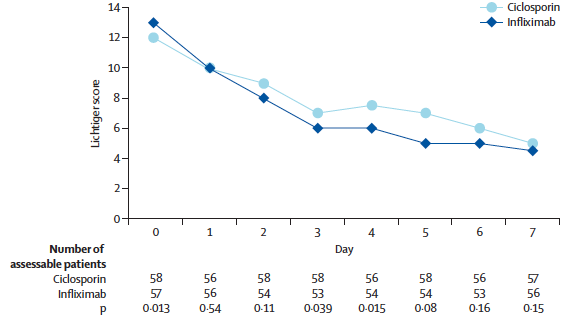 Ciclosporin
Infliximab
14
12
10
8
6
4
2
0
Lichtiger score
0 1 2 3 4 5 6 7
Day
Number of
assessable patients
Ciclosporin 58 56 58 58 56 58 56 57
Infliximab 57 56 54 53 54 54 53 56
p 0·013 0·54 0·11 0·039 0·015 0·08 0·16 0·15